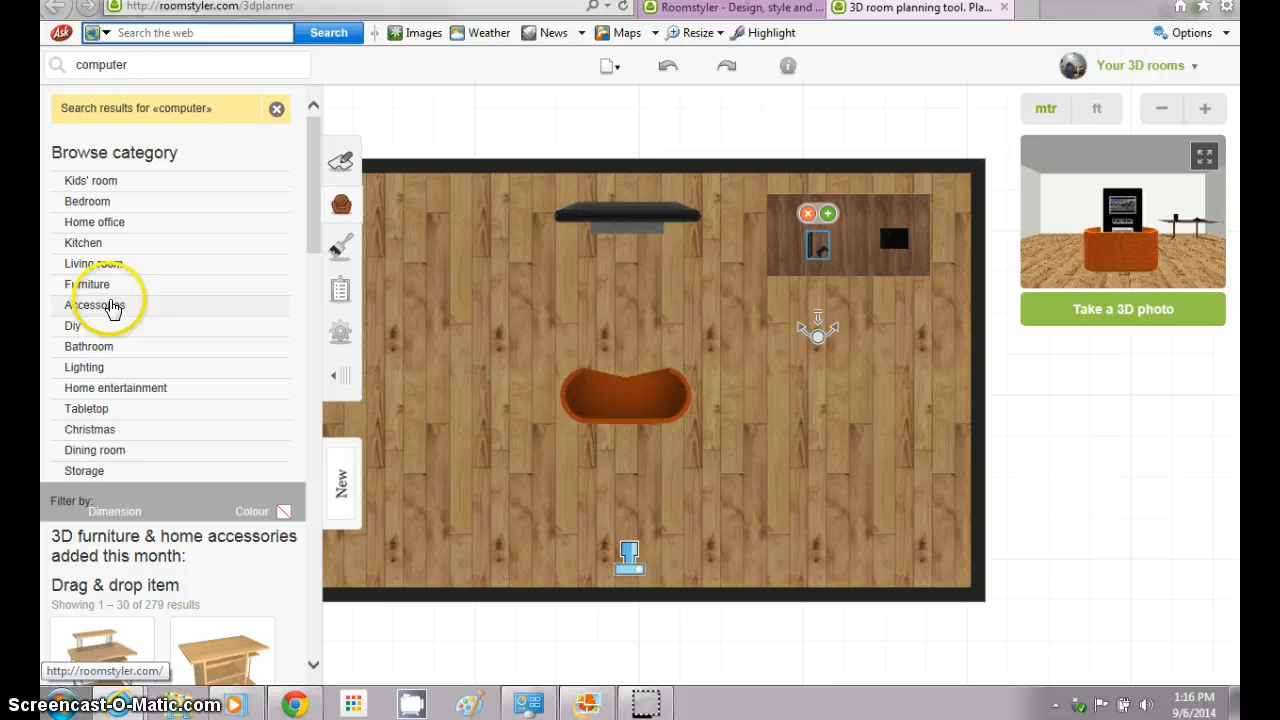 http://roomstyler.com/3dplanner
Roomstyler - Design, style and ...
3D room planning tool. Pla...
Ask
Search the web
Search
Images
Weather
News
Maps
Resize
Highlight
Options
computer
Your 3D rooms
Search results for «computer»
mtr
ft
Browse category
Kids' room
Bedroom
Home office
Kitchen
Living room
Furniture
Accessories
Diy
Bathroom
Lighting
Home entertainment
Tabletop
Christmas
Dining room
Storage
Take a 3D photo
New
Filter by:
Dimension
Colour
3D furniture & home accessories
added this month:
Drag & drop item
Showing 1 – 30 of 279 results
http://roomstyler.com/
Screencast-O-Matic.com
1:16 PM
9/6/2014